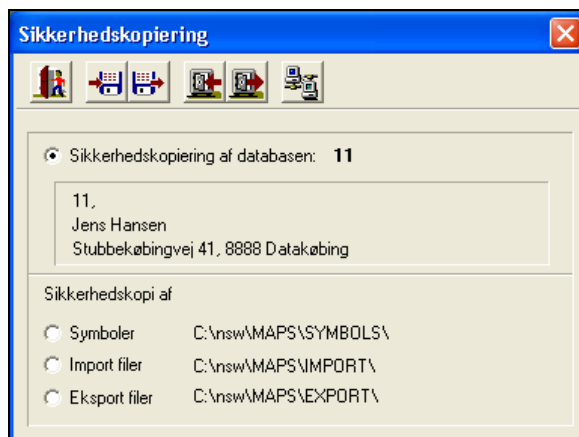 Sikkerhedskopiering
Sikkerhedskopiering af databasen: 11
11,
Jens Hansen
Stubbekøbingvej 41, 8888 Datakøbing
Sikkerhedskopi af
Symboler C:\nsw\MAPS\SYMBOLS\
Import filer C:\nsw\MAPS\IMPORT\
Eksport filer C:\nsw\MAPS\EXPORT\